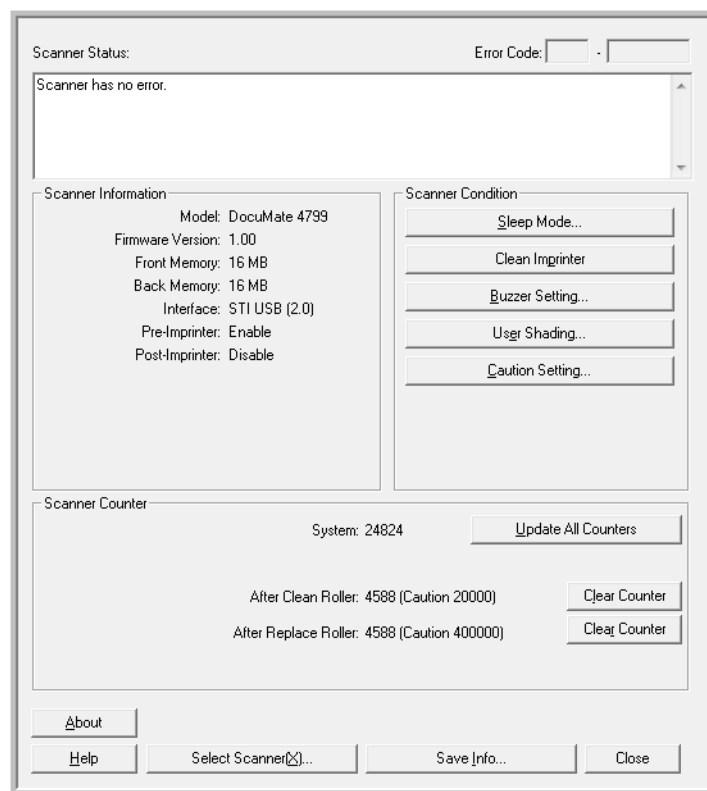 Scanner Status:
Error Code: -
Scanner has no error.
Scanner Information
Model: DocuMate 4799
Firmware Version: 1.00
Front Memory: 16 MB
Back Memory: 16 MB
Interface: STI USB (2.0)
Pre-Imprinter: Enable
Post-Imprinter: Disable
Scanner Condition
Sleep Mode...
Clean Imprinter
Buzzer Setting...
User Shading...
Caution Setting...
Scanner Counter
System: 24824
Update All Counters
After Clean Roller: 4588 (Caution 20000)
Clear Counter
After Replace Roller: 4588 (Caution 400000)
Clear Counter
About
Help
Select Scanner(X)...
Save Info...
Close